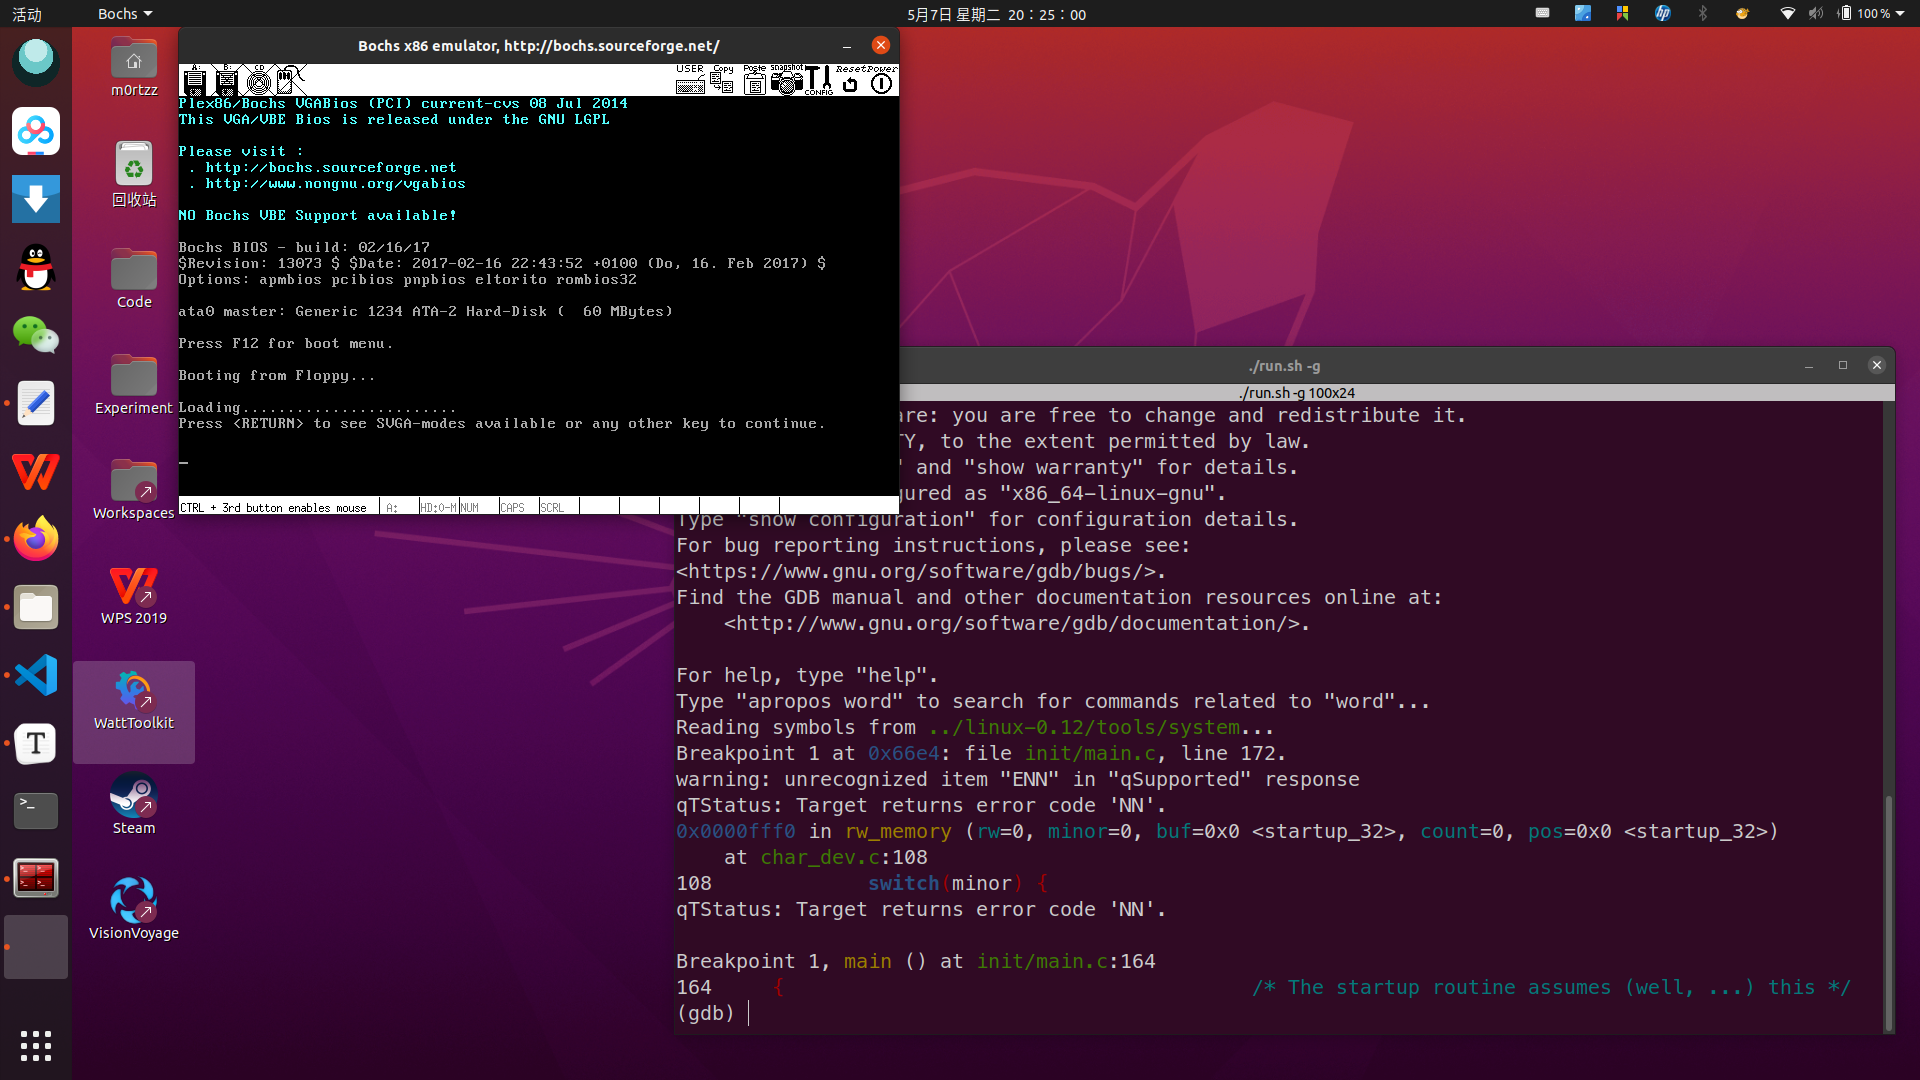 活动
Bochs
5月7日 星期二 20：25：00
100 %
m0rtzz
回收站
Code
Experiment
Workspaces
WPS 2019
WattToolkit
Steam
VisionVoyage
Bochs x86 emulator, http://bochs.sourceforge.net/
A: B: CD USER Copy Paste snapshot CONFIG Reset Power
Plex86/Bochs VGABios (PCI) current-cvs 08 Jul 2014
This VGA/VBE Bios is released under the GNU LGPL
Please visit :
. http://bochs.sourceforge.net
. http://www.nongnu.org/vgabios
NO Bochs VBE Support available!
Bochs BIOS - build: 02/16/17
$Revision: 13073 $ $Date: 2017-02-16 22:43:52 +0100 (Do, 16. Feb 2017) $
Options: apmbios pcibios pnpbios eltorito rombios32
ata0 master: Generic 1234 ATA-2 Hard-Disk (  60 MBytes)
Press F12 for boot menu.
Booting from Floppy...
Loading........................
Press <RETURN> to see SVGA-modes available or any other key to continue.
CTRL + 3rd button enables mouse A: HD:0-M NUM CAPS SCRL
./run.sh -g
./run.sh -g 100x24
are: you are free to change and redistribute it.
TY, to the extent permitted by law.
" and "show warranty" for details.
gured as "x86_64-linux-gnu".
Type "show configuration" for configuration details.
For bug reporting instructions, please see:
<https://www.gnu.org/software/gdb/bugs/>.
Find the GDB manual and other documentation resources online at:
<http://www.gnu.org/software/gdb/documentation/>.
For help, type "help".
Type "apropos word" to search for commands related to "word"...
Reading symbols from ../linux-0.12/tools/system...
Breakpoint 1 at 0x66e4: file init/main.c, line 172.
warning: unrecognized item "ENN" in "qSupported" response
qTStatus: Target returns error code 'NN'.
0x0000fff0 in rw_memory (rw=0, minor=0, buf=0x0 <startup_32>, count=0, pos=0x0 <startup_32>)
at char_dev.c:108
108 switch(minor) {
qTStatus: Target returns error code 'NN'.
Breakpoint 1, main () at init/main.c:164
164 { /* The startup routine assumes (well, ...) this */
(gdb)